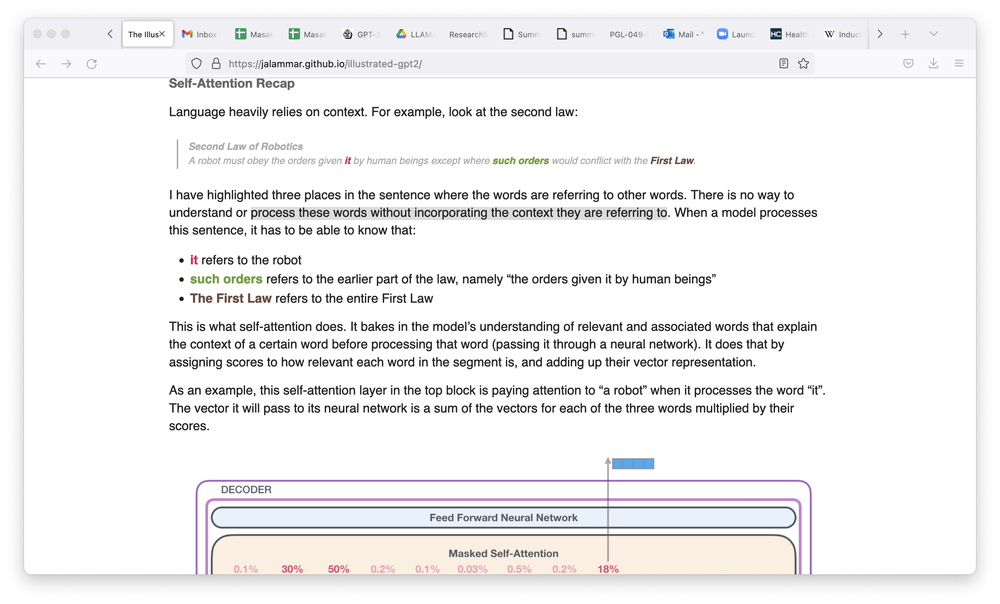 The Illus
Inbox
Masak
Masak
GPT-3
LLAMA
ResearchS
Summ
summ
PGL-049-
Mail -
Launc
HC Health
W Induct
https://jalammar.github.io/illustrated-gpt2/
Self-Attention Recap
Language heavily relies on context. For example, look at the second law:
Second Law of Robotics
A robot must obey the orders given it by human beings except where such orders would conflict with the First Law.
I have highlighted three places in the sentence where the words are referring to other words. There is no way to
understand or process these words without incorporating the context they are referring to. When a model processes
this sentence, it has to be able to know that:
• it refers to the robot
• such orders refers to the earlier part of the law, namely “the orders given it by human beings”
• The First Law refers to the entire First Law
This is what self-attention does. It bakes in the model’s understanding of relevant and associated words that explain
the context of a certain word before processing that word (passing it through a neural network). It does that by
assigning scores to how relevant each word in the segment is, and adding up their vector representation.
As an example, this self-attention layer in the top block is paying attention to “a robot” when it processes the word “it”.
The vector it will pass to its neural network is a sum of the vectors for each of the three words multiplied by their
scores.
DECODER
Feed Forward Neural Network
Masked Self-Attention
0.1% 30% 50% 0.2% 0.1% 0.03% 0.5% 0.2% 18%